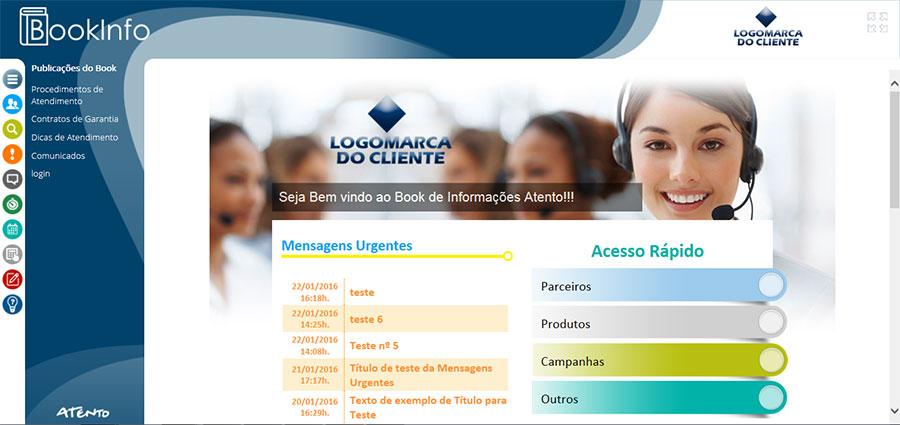 BookInfo
LOGOMARCA
DO CLIENTE
Publicações do Book
Procedimentos de
Atendimento
Contratos de Garantia
Dicas de Atendimento
Comunicados
login
ATENTO
LOGOMARCA
DO CLIENTE
Seja Bem vindo ao Book de Informações Atento!!!
Mensagens Urgentes
22/01/2016
16:18h.
teste
22/01/2016
14:25h.
teste 6
22/01/2016
14:08h.
Teste nº 5
21/01/2016
17:17h.
Título de teste da Mensagens
Urgentes
20/01/2016
16:29h.
Texto de exemplo de Título para
Teste
Acesso Rápido
Parceiros
Produtos
Campanhas
Outros